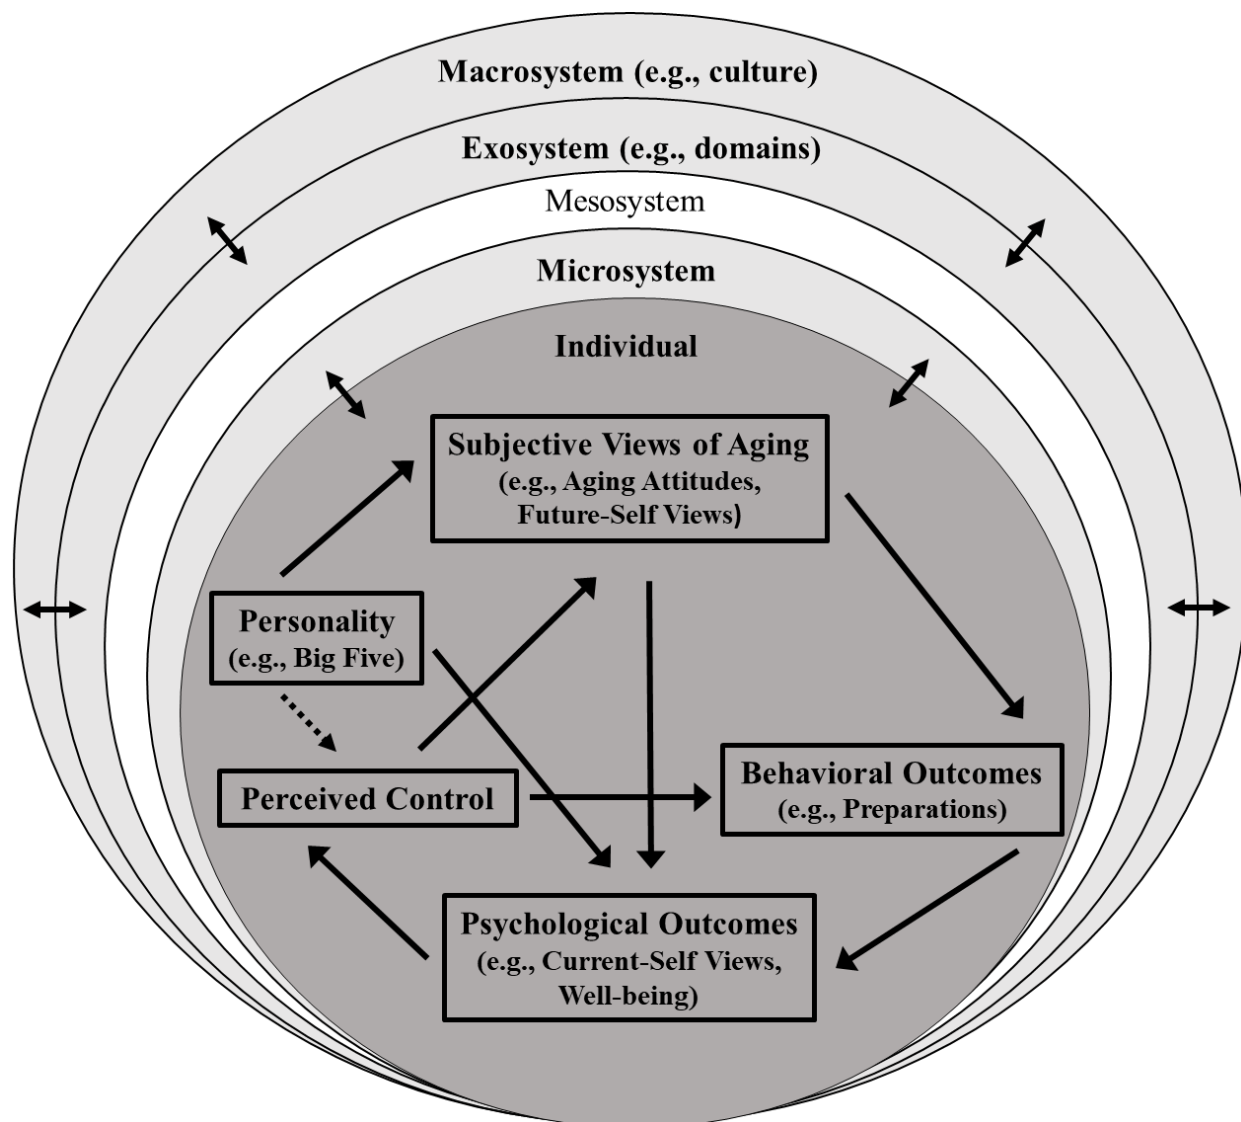 Macrosystem (e.g., culture)
Exosystem (e.g., domains)
Mesosystem
Microsystem
Individual
Subjective Views of Aging
(e.g., Aging Attitudes,
Future-Self Views)
Personality
(e.g., Big Five)
Perceived Control
Behavioral Outcomes
(e.g., Preparations)
Psychological Outcomes
(e.g., Current-Self Views,
Well-being)